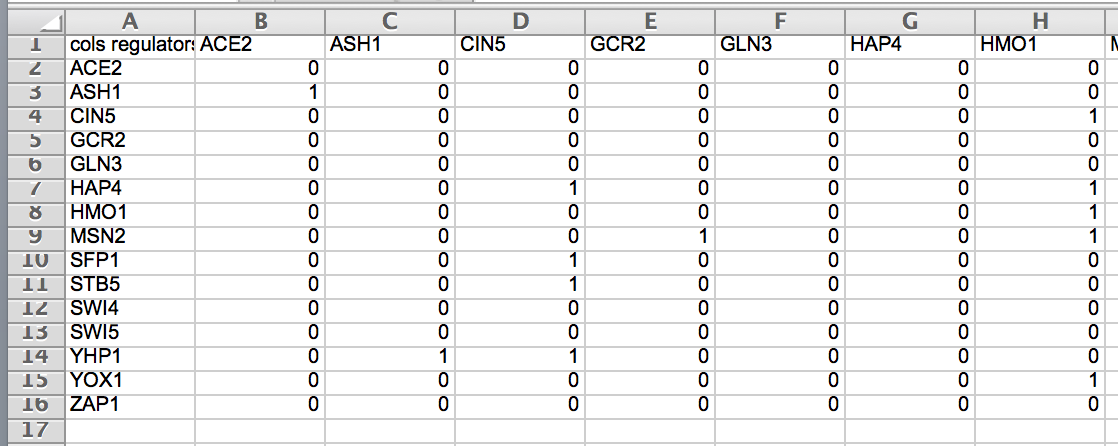 A B C D E F G H
1 cols regulators ACE2 ASH1 CIN5 GCR2 GLN3 HAP4 HMO1
2 ACE2 0 0 0 0 0 0 0
3 ASH1 1 0 0 0 0 0 0
4 CIN5 0 0 0 0 0 0 1
5 GCR2 0 0 0 0 0 0 0
6 GLN3 0 0 0 0 0 0 0
7 HAP4 0 0 1 0 0 0 1
8 HMO1 0 0 0 0 0 0 1
9 MSN2 0 0 0 1 0 0 1
10 SFP1 0 0 1 0 0 0 0
11 STB5 0 0 1 0 0 0 0
12 SWI4 0 0 0 0 0 0 0
13 SWI5 0 0 0 0 0 0 0
14 YHP1 0 1 1 0 0 0 0
15 YOX1 0 0 0 0 0 0 1
16 ZAP1 0 0 0 0 0 0 0
17